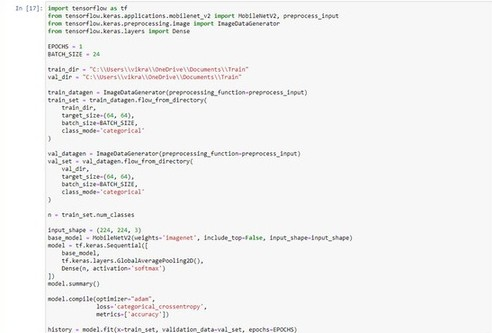 In [17]: import tensorflow as tf
from tensorflow.keras.applications.mobilenet_v2 import MobileNetV2, preprocess_input
from tensorflow.keras.preprocessing.image import ImageDataGenerator
from tensorflow.keras.layers import Dense
EPOCHS = 1
BATCH_SIZE = 24
train_dir = "C:\\Users\\vikra\\OneDrive\\Documents\\Train"
val_dir = "C:\\Users\\vikra\\OneDrive\\Documents\\Train"
train_datagen = ImageDataGenerator(preprocessing_function=preprocess_input)
train_set = train_datagen.flow_from_directory(
train_dir,
target_size=(64, 64),
batch_size=BATCH_SIZE,
class_mode='categorical'
)
val_datagen = ImageDataGenerator(preprocessing_function=preprocess_input)
val_set = val_datagen.flow_from_directory(
val_dir,
target_size=(64, 64),
batch_size=BATCH_SIZE,
class_mode='categorical'
)
n = train_set.num_classes
input_shape = (224, 224, 3)
base_model = MobileNetV2(weights='imagenet', include_top=False, input_shape=input_shape)
model = tf.keras.Sequential([
base_model,
tf.keras.layers.GlobalAveragePooling2D(),
Dense(n, activation='softmax')
])
model.summary()
model.compile(optimizer="adam",
loss='categorical_crossentropy',
metrics=['accuracy'])
history = model.fit(x=train_set, validation_data=val_set, epochs=EPOCHS)